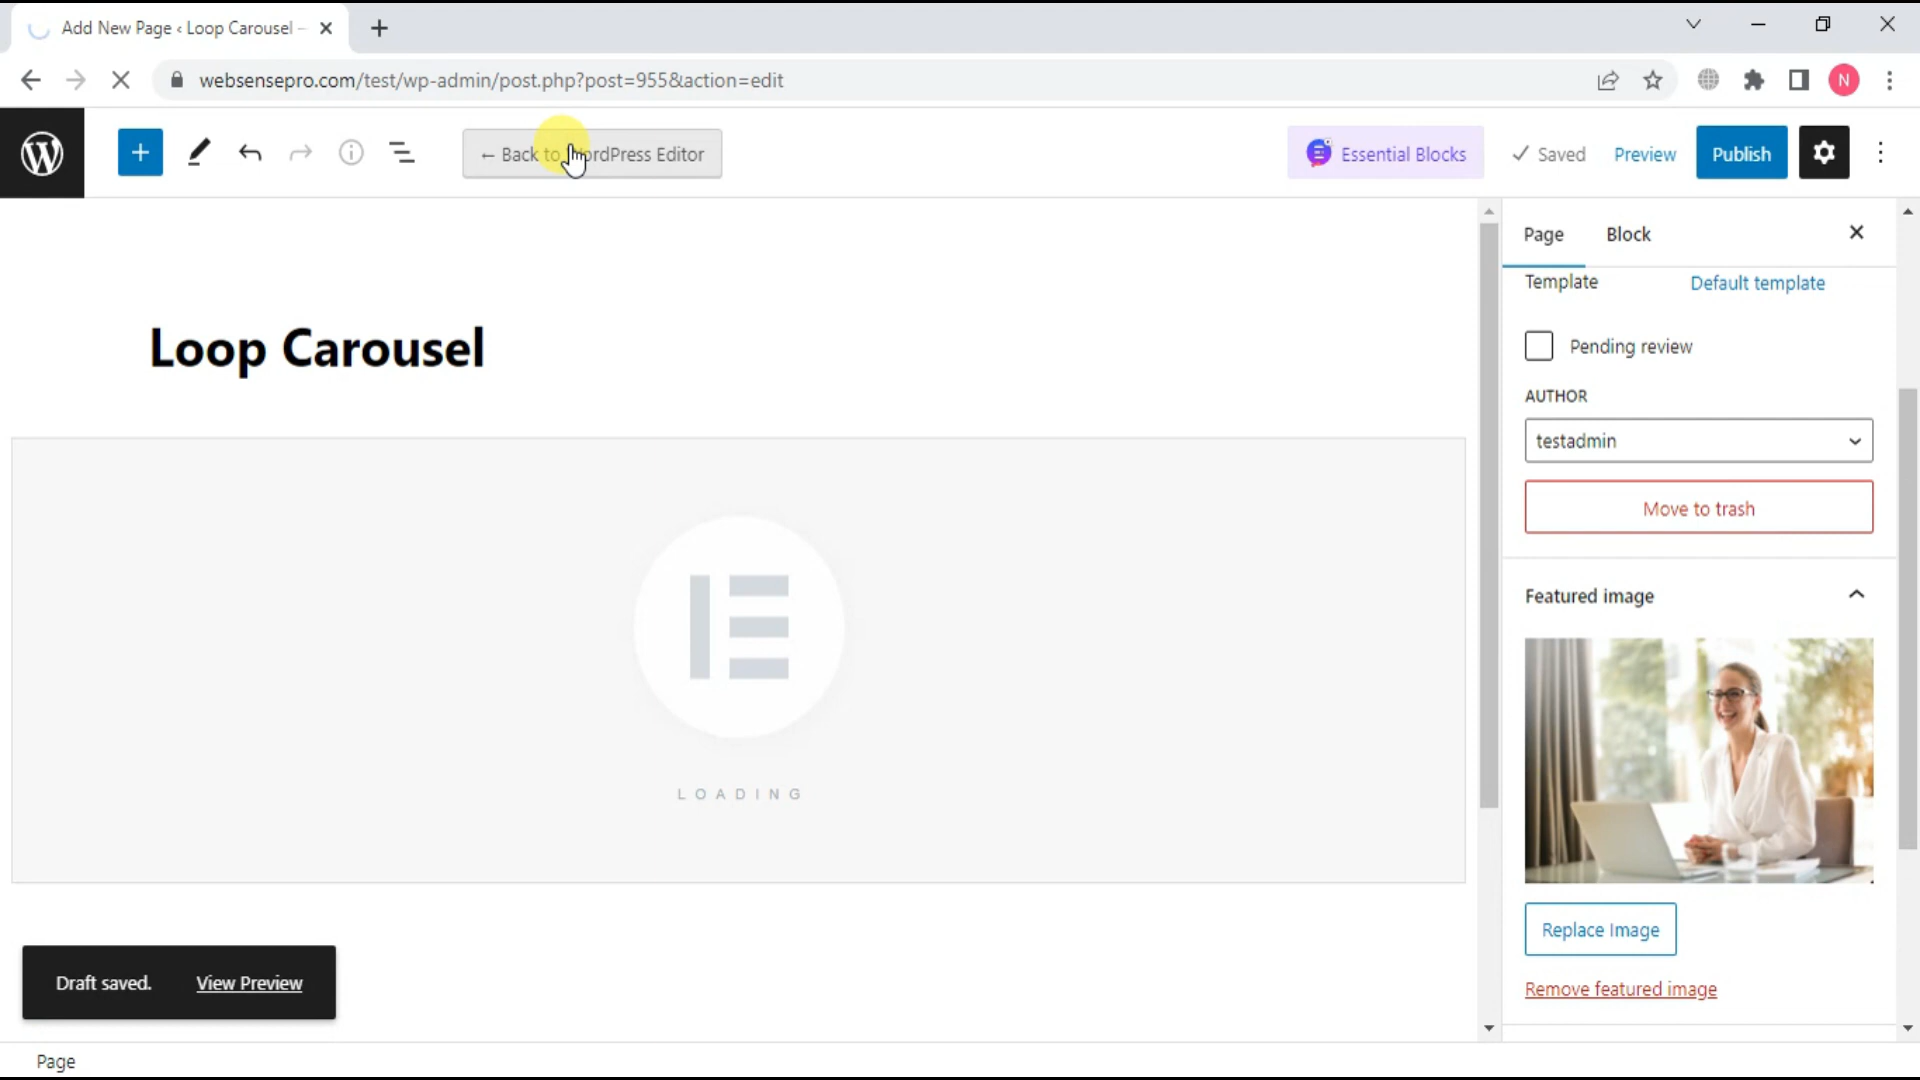 Add New Page ‹ Loop Carousel –
websensepro.com/test/wp-admin/post.php?post=955&action=edit
N
← Back to WordPress Editor
Essential Blocks
Saved
Preview
Publish
Page
Block
Template
Default template
Loop Carousel
Pending review
AUTHOR
testadmin
Move to trash
Featured image
LOADING
Replace Image
Draft saved.
View Preview
Remove featured image
Page